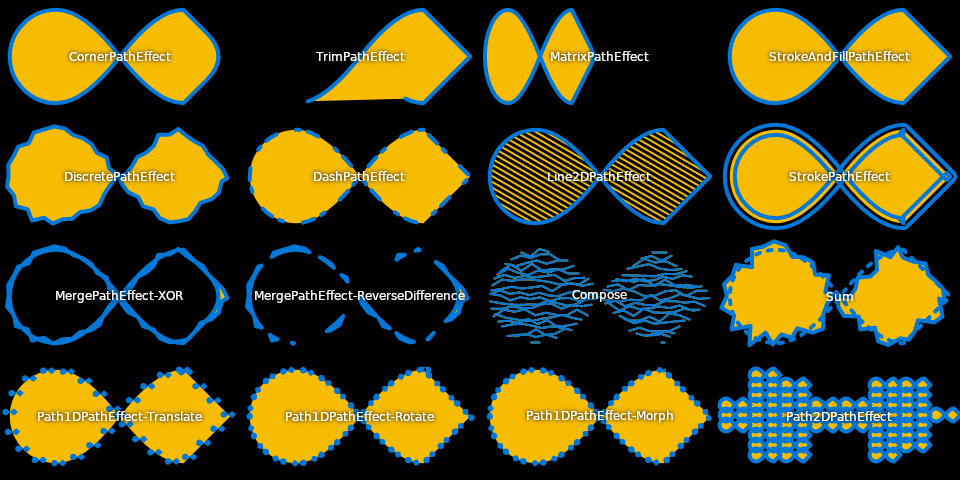 CornerPathEffect
TrimPathEffect
MatrixPathEffect
StrokeAndFillPathEffect
DiscretePathEffect
DashPathEffect
Line2DPathEffect
StrokePathEffect
MergePathEffect-XOR
MergePathEffect-ReverseDifference
Compose
Sum
Path1DPathEffect-Translate
Path1DPathEffect-Rotate
Path1DPathEffect-Morph
Path2DPathEffect